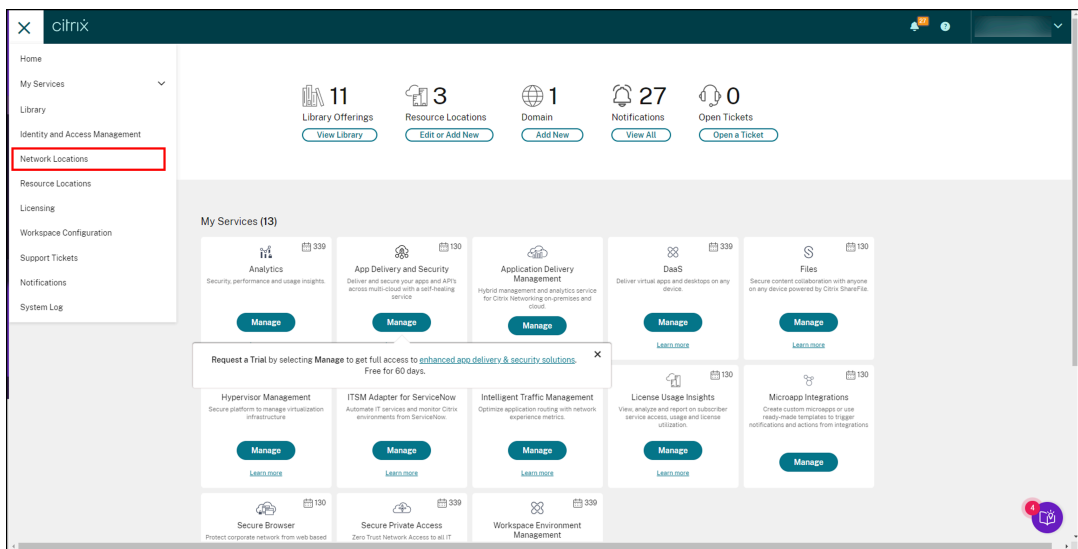 citrix
27
Home
My Services
Library
Identity and Access Management
Network Locations
Resource Locations
Licensing
Workspace Configuration
Support Tickets
Notifications
System Log
11
Library Offerings
View Library
3
Resource Locations
Edit or Add New
1
Domain
Add New
27
Notifications
View All
0
Open Tickets
Open a Ticket
My Services (13)
339
Analytics
Security, performance and usage insights.
Manage
130
App Delivery and Security
Deliver and secure your apps and API's
across multi-cloud with a self-healing
service
Manage
Application Delivery
Management
Hybrid management and analytics service
for Citrix Networking on-premises and
cloud.
Manage
339
DaaS
Deliver virtual apps and desktops on any
device.
Manage
Learn more
130
Files
Secure content collaboration with anyone
on any device powered by Citrix ShareFile.
Manage
Learn more
Request a Trial by selecting Manage to get full access to enhanced app delivery & security solutions.
Free for 60 days.
Hypervisor Management
Secure platform to manage virtualization
infrastructure
Manage
Learn more
ITSM Adapter for ServiceNow
Automate IT services and monitor Citrix
environments from ServiceNow.
Manage
Learn more
Intelligent Traffic Management
Optimize application routing with network
experience metrics.
Manage
Learn more
130
License Usage Insights
View, analyze and report on subscriber
service access, usage and license
utilization.
Manage
Learn more
130
Microapp Integrations
Create custom microapps or use
ready-made templates to trigger
notifications and actions from integrations
Manage
130
Secure Browser
Protect corporate network from web based
339
Secure Private Access
Zero Trust Network Access to all IT
339
Workspace Environment
Management
4